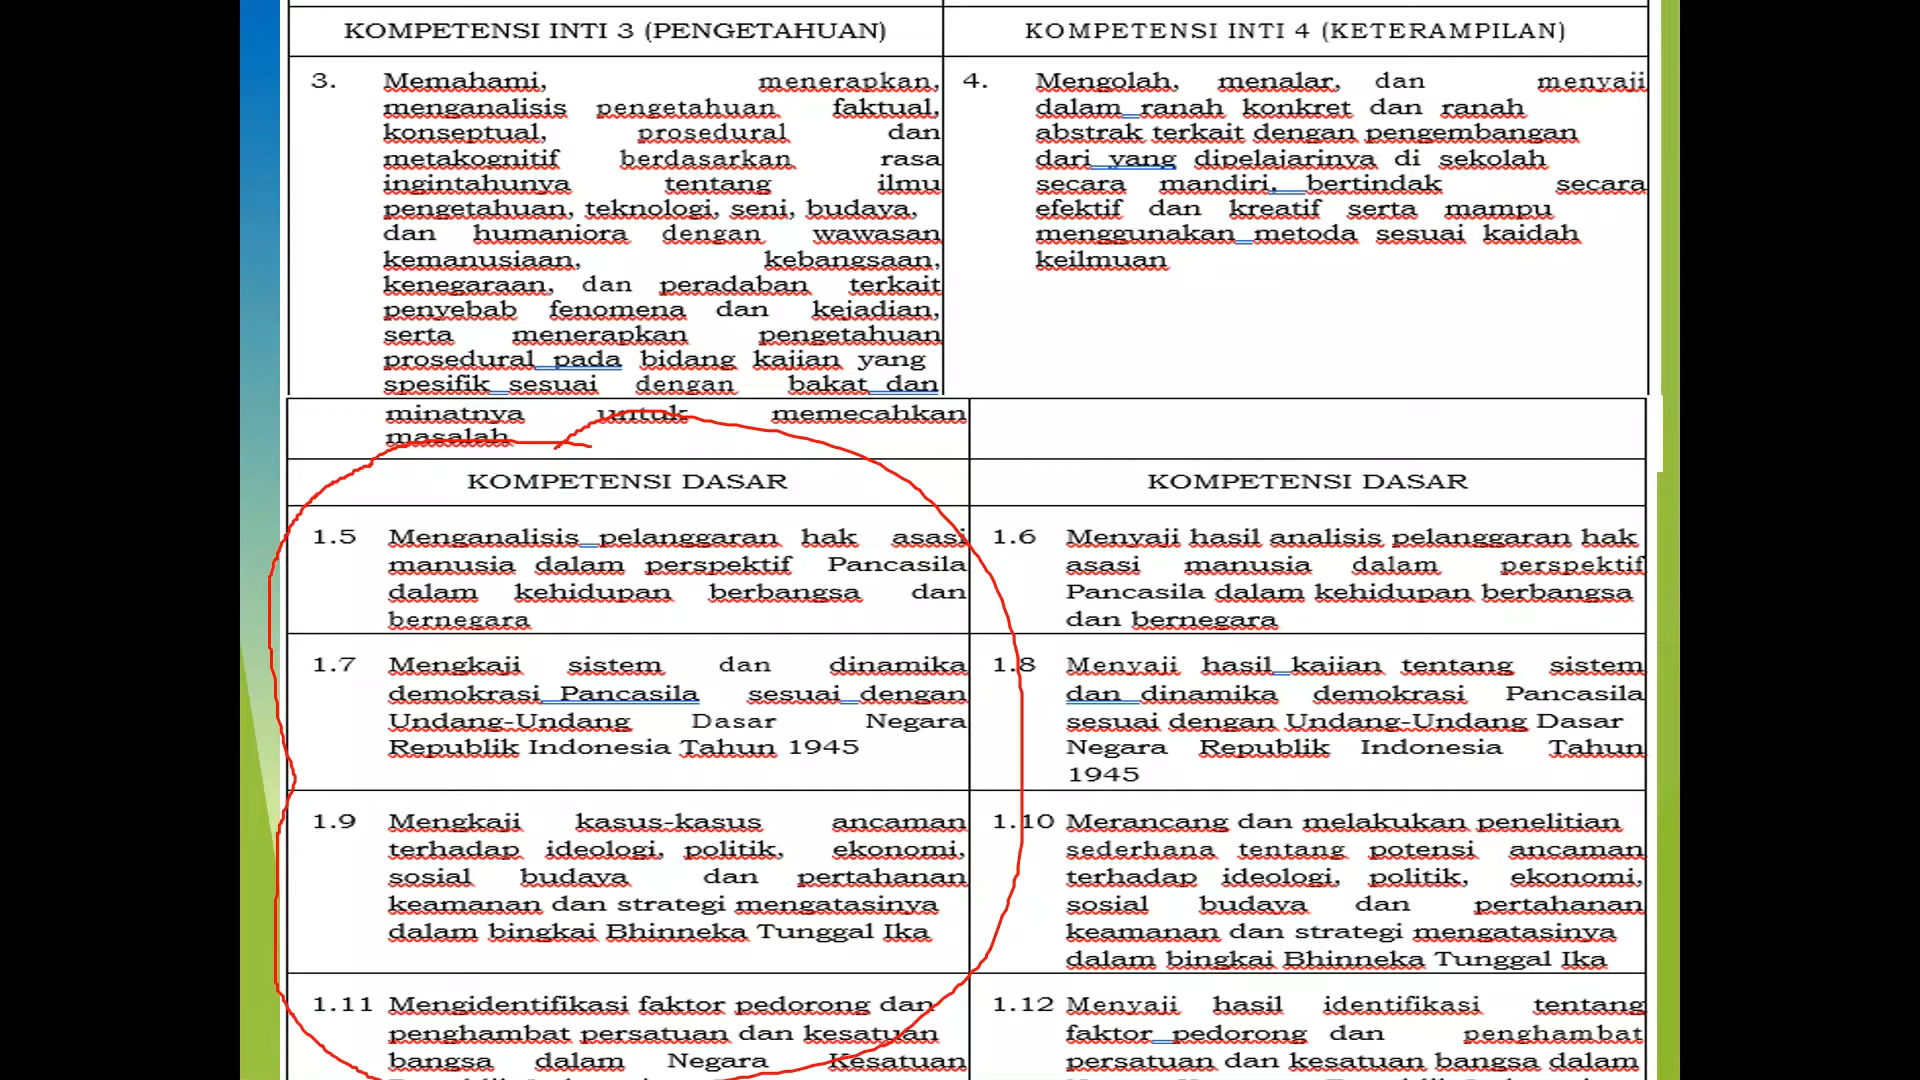 KOMPETENSI INTI 3 (PENGETAHUAN)
3. Memahami, menerapkan,
menganalisis pengetahuan faktual,
konseptual, prosedural dan
metakognitif berdasarkan rasa
ingintahunya tentang ilmu
pengetahuan, teknologi, seni, budaya,
dan humaniora dengan wawasan
kemanusiaan, kebangsaan,
kenegaraan, dan peradaban terkait
penyebab fenomena dan kejadian,
serta menerapkan pengetahuan
prosedural pada bidang kajian yang
spesifik sesuai dengan bakat dan
minatnya untuk memecahkan
masalah
KOMPETENSI INTI 4 (KETERAMPILAN)
4. Mengolah, menalar, dan menyaji
dalam ranah konkret dan ranah
abstrak terkait dengan pengembangan
dari yang dipelajarinya di sekolah
secara mandiri, bertindak secara
efektif dan kreatif serta mampu
menggunakan metoda sesuai kaidah
keilmuan
KOMPETENSI DASAR
KOMPETENSI DASAR
1.5 Menganalisis pelanggaran hak asasi
manusia dalam perspektif Pancasila
dalam kehidupan berbangsa dan
bernegara
1.6 Menyaji hasil analisis pelanggaran hak
asasi manusia dalam perspektif
Pancasila dalam kehidupan berbangsa
dan bernegara
1.7 Mengkaji sistem dan dinamika
demokrasi Pancasila sesuai dengan
Undang-Undang Dasar Negara
Republik Indonesia Tahun 1945
1.8 Menyaji hasil kajian tentang sistem
dan dinamika demokrasi Pancasila
sesuai dengan Undang-Undang Dasar
Negara Republik Indonesia Tahun
1945
1.9 Mengkaji kasus-kasus ancaman
terhadap ideologi, politik, ekonomi,
sosial budaya dan pertahanan
keamanan dan strategi mengatasinya
dalam bingkai Bhinneka Tunggal Ika
1.10 Merancang dan melakukan penelitian
sederhana tentang potensi ancaman
terhadap ideologi, politik, ekonomi,
sosial budaya dan pertahanan
keamanan dan strategi mengatasinya
dalam bingkai Bhinneka Tunggal Ika
1.11 Mengidentifikasi faktor pedorong dan
penghambat persatuan dan kesatuan
bangsa dalam Negara Kesatuan
1.12 Menyaji hasil identifikasi tentang
faktor pedorong dan penghambat
persatuan dan kesatuan bangsa dalam